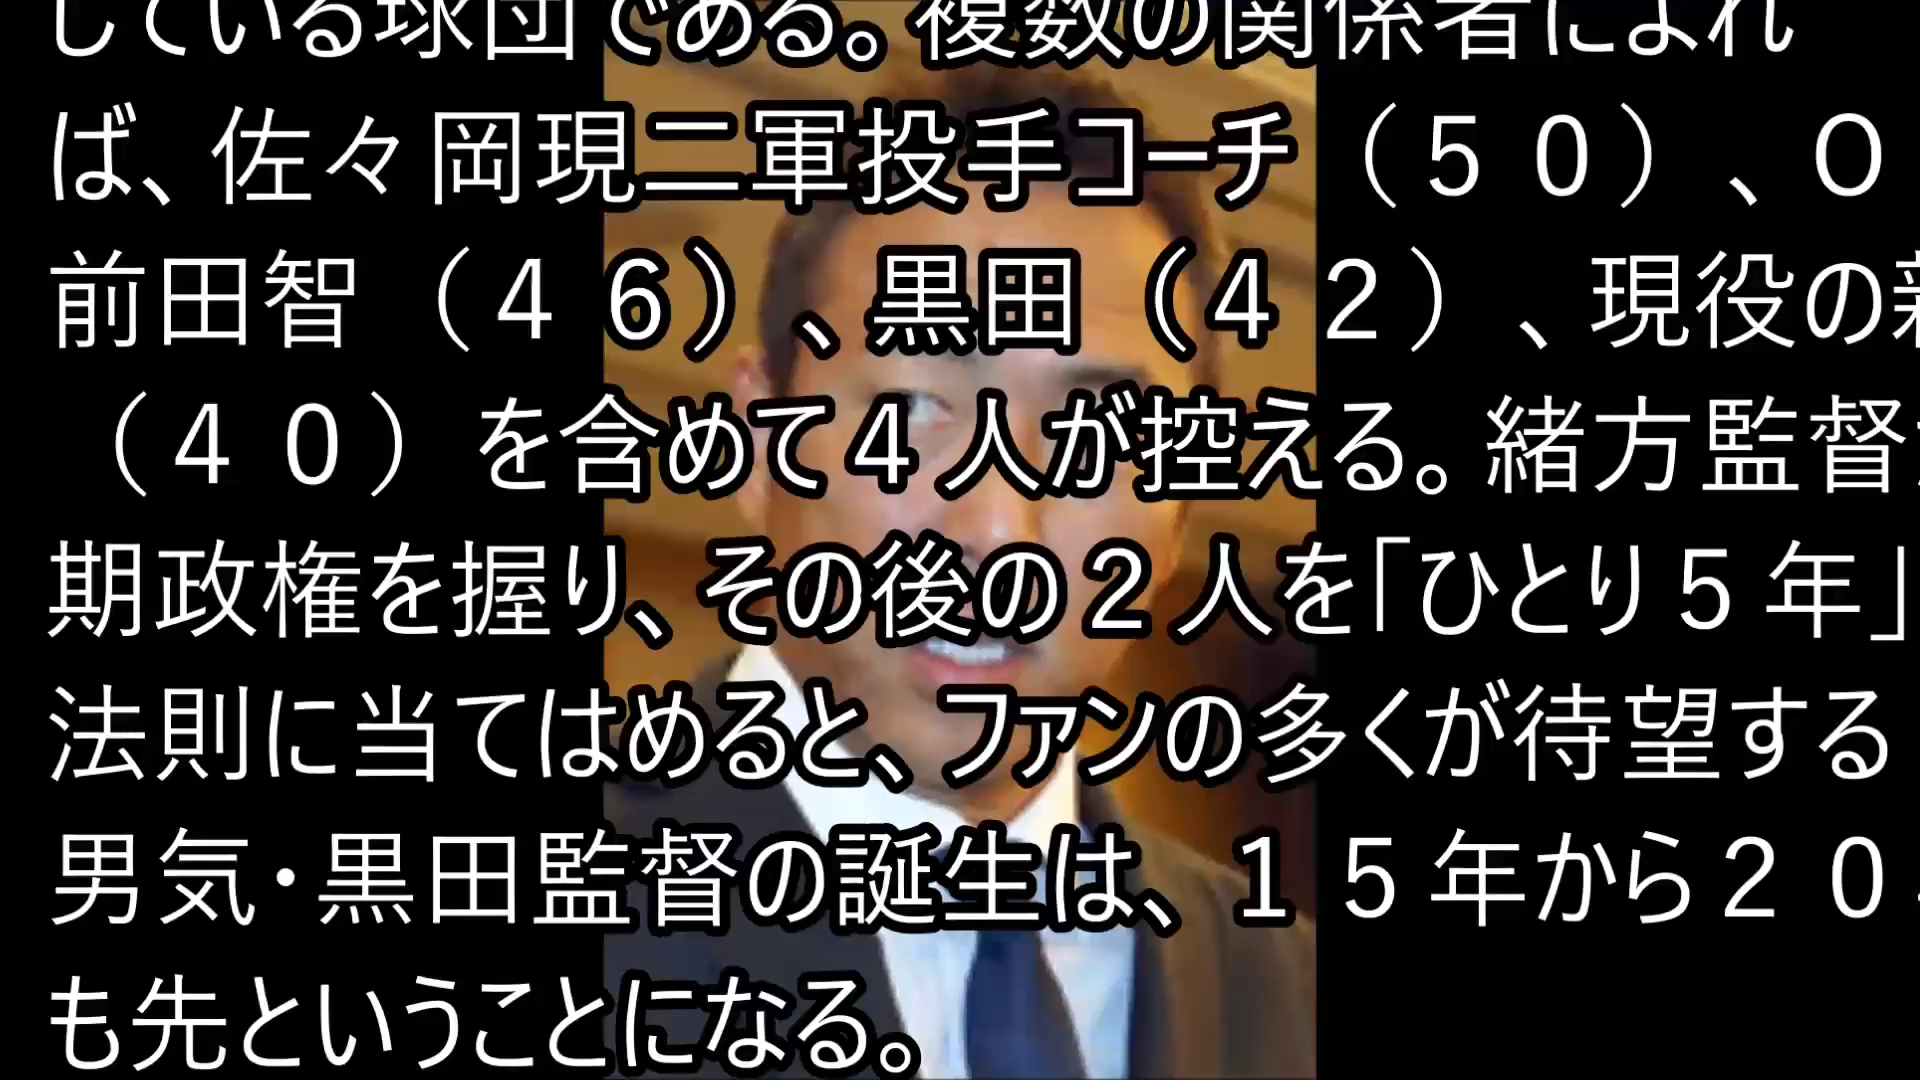 している球団である。複数の関係者によれ
ば、佐々岡現二軍投手コーチ（５０）、Ｏ
前田智（４６）、黒田（４２）、現役の新
（４０）を含めて４人が控える。緒方監督
期政権を握り、その後の２人を「ひとり５年」
法則に当てはめると、ファンの多くが待望する
男気・黒田監督の誕生は、１５年から２０
も先ということになる。